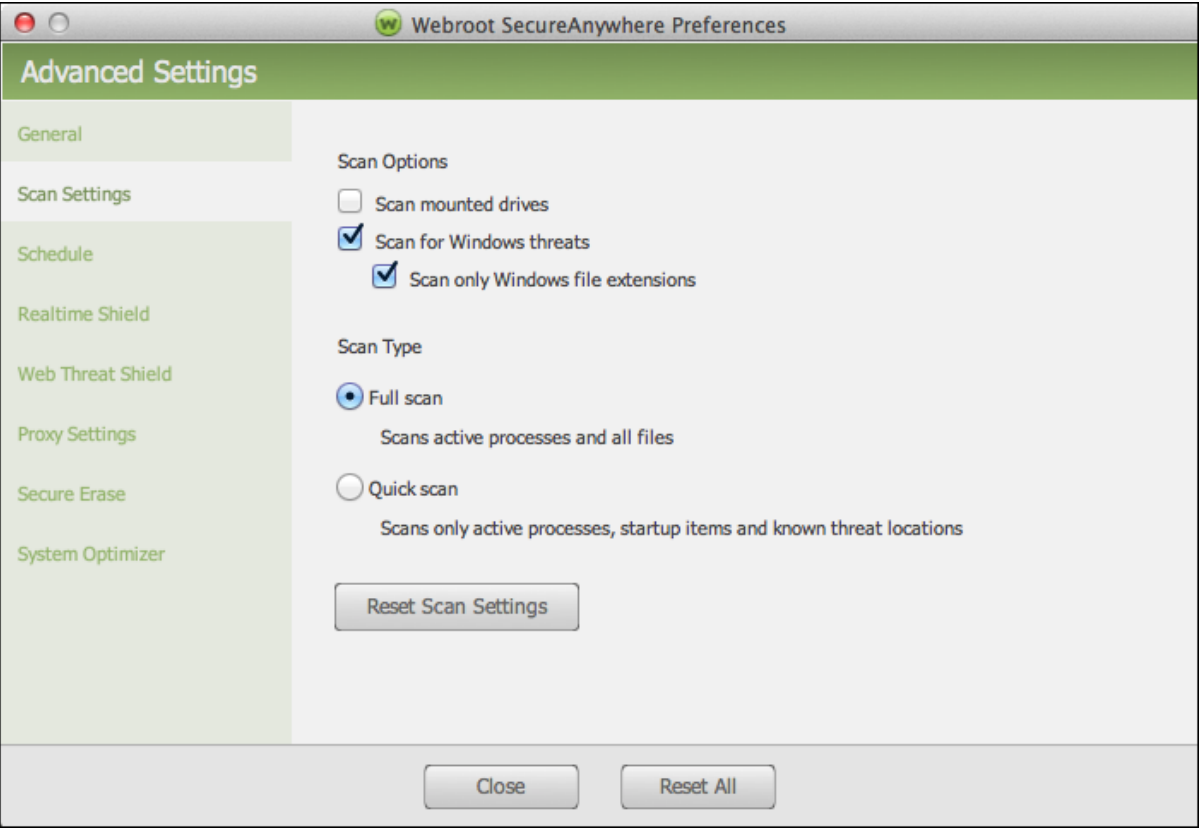 Webroot SecureAnywhere Preferences
Advanced Settings
General
Scan Settings
Schedule
Realtime Shield
Web Threat Shield
Proxy Settings
Secure Erase
System Optimizer
Scan Options
Scan mounted drives
Scan for Windows threats
Scan only Windows file extensions
Scan Type
Full scan
Scans active processes and all files
Quick scan
Scans only active processes, startup items and known threat locations
Reset Scan Settings
Close
Reset All